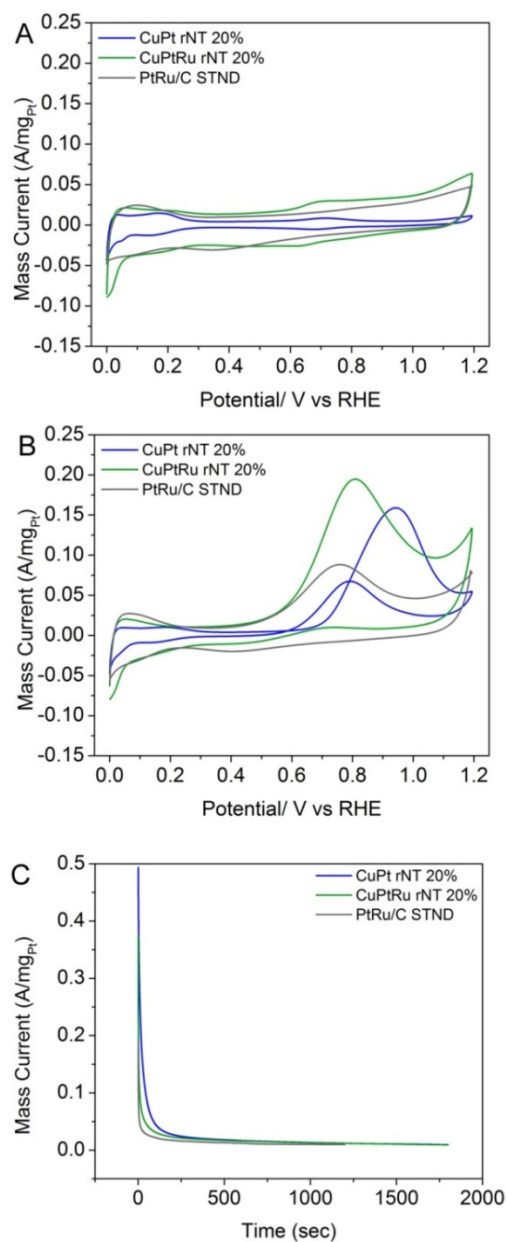 A
CuPt rNT 20%
CuPtRu rNT 20%
PtRu/C STND
0.25
0.20
0.15
0.10
0.05
0.00
-0.05
-0.10
-0.15
Mass Current (A/mgPt)
0.0 0.2 0.4 0.6 0.8 1.0 1.2
Potential/ V vs RHE
B
CuPt rNT 20%
CuPtRu rNT 20%
PtRu/C STND
0.25
0.20
0.15
0.10
0.05
0.00
-0.05
-0.10
-0.15
Mass Current (A/mgPt)
0.0 0.2 0.4 0.6 0.8 1.0 1.2
Potential/ V vs RHE
C
CuPt rNT 20%
CuPtRu rNT 20%
PtRu/C STND
0.5
0.4
0.3
0.2
0.1
0.0
Mass Current (A/mgPt)
0 500 1000 1500 2000
Time (sec)